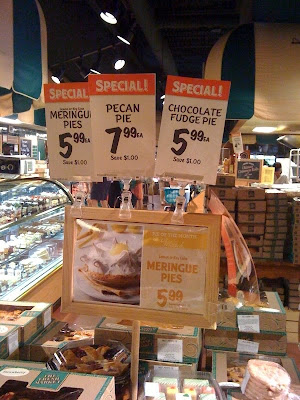 SPECIAL!
MERINGUE
PIES
5.99 EA
SAVE $1.00
SPECIAL!
PECAN
PIE
7.99 EA
SAVE $1.00
SPECIAL!
CHOCOLATE
FUDGE PIE
5.99 EA
SAVE $1.00
MERINGUE
PIES
5.99